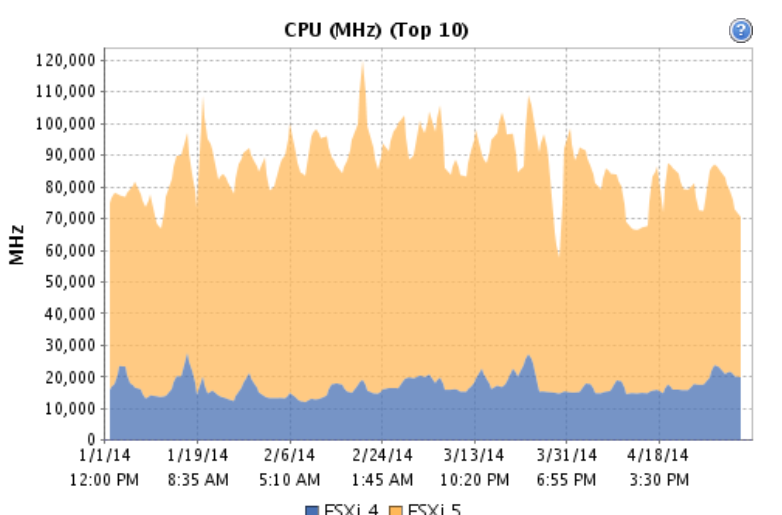 CPU (MHz) (Top 10)
?
120,000
110,000
100,000
90,000
80,000
70,000
60,000
50,000
40,000
30,000
20,000
10,000
0
MHz
1/1/14 1/19/14 2/6/14 2/24/14 3/13/14 3/31/14 4/18/14
12:00 PM 8:35 AM 5:10 AM 1:45 AM 10:20 PM 6:55 PM 3:30 PM
ESXi 4 ESXi 5